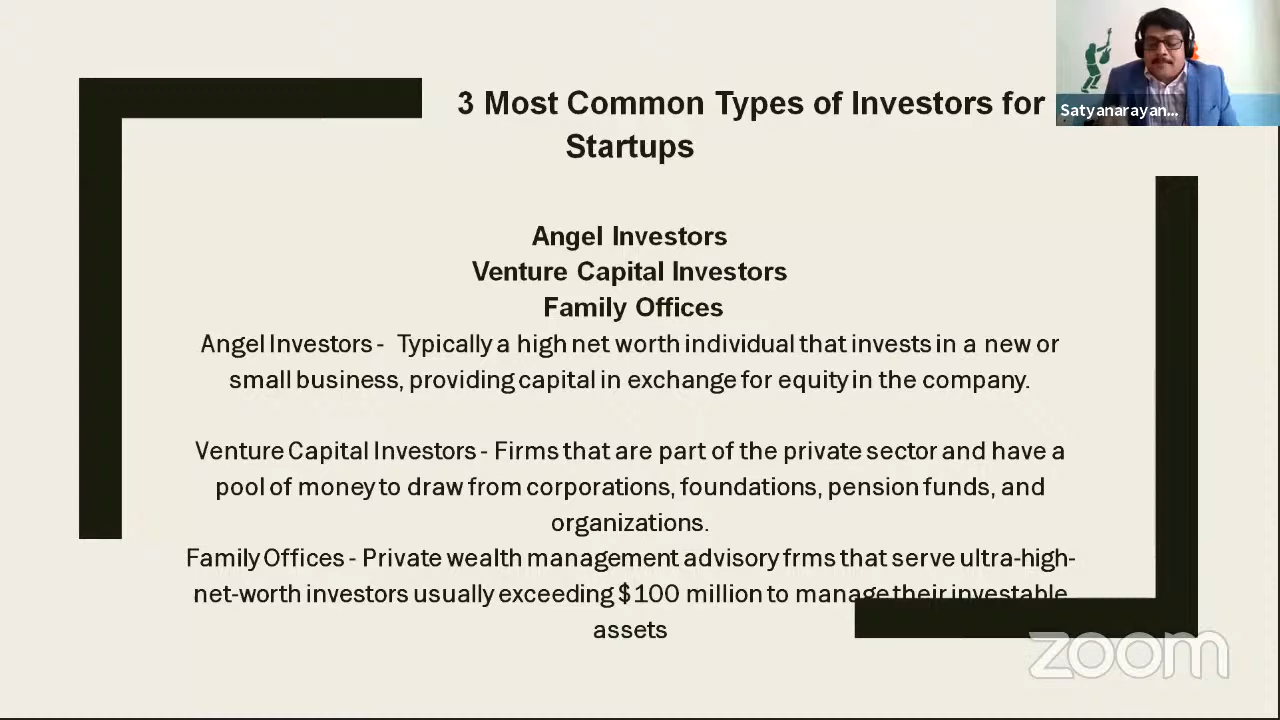 3 Most Common Types of Investors for
Startups
Satyanarayan...
Angel Investors
Venture Capital Investors
Family Offices
Angel Investors - Typically a high net worth individual that invests in a new or
small business, providing capital in exchange for equity in the company.
Venture Capital Investors - Firms that are part of the private sector and have a
pool of money to draw from corporations, foundations, pension funds, and
organizations.
Family Offices - Private wealth management advisory frms that serve ultra-high-
net-worth investors usually exceeding $100 million to manage their investable
assets
zoom